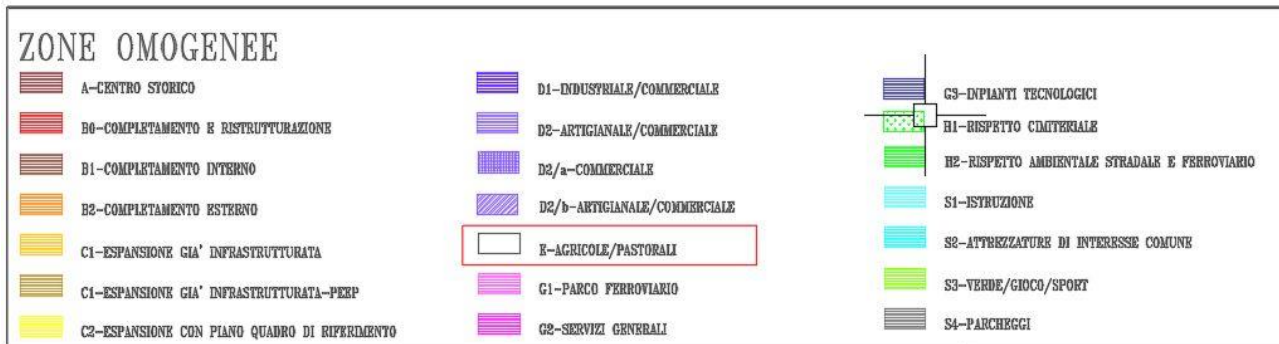 ZONE OMOGENEE
A-CENTRO STORICO
B0-COMPLETAMENTO E RISTRUTTURAZIONE
B1-COMPLETAMENTO INTERNO
B2-COMPLETAMENTO ESTERNO
C1-ESPANSIONE GIA' INFRASTRUTTURATA
C1-ESPANSIONE GIA' INFRASTRUTTURATA-PEEP
C2-ESPANSIONE CON PIANO QUADRO DI RIFERIMENTO
D1-INDUSTRIALE/COMMERCIALE
D2-ARTIGIANALE/COMMERCIALE
D2/a-COMMERCIALE
D2/b-ARTIGIANALE/COMMERCIALE
E-AGRICOLE/PASTORALI
G1-PARCO FERROVIARIO
G2-SERVIZI GENERALI
G3-INPIANTI TECNOLOGICI
H1-RISPETTO CIMITERIALE
H2-RISPETTO AMBIENTALE STRADALE E FERROVIARIO
S1-ISTRUZIONE
S2-ATTREZZATURE DI INTERESSE COMUNE
S3-VERDE/GIOCO/SPORT
S4-PARCHEGGI